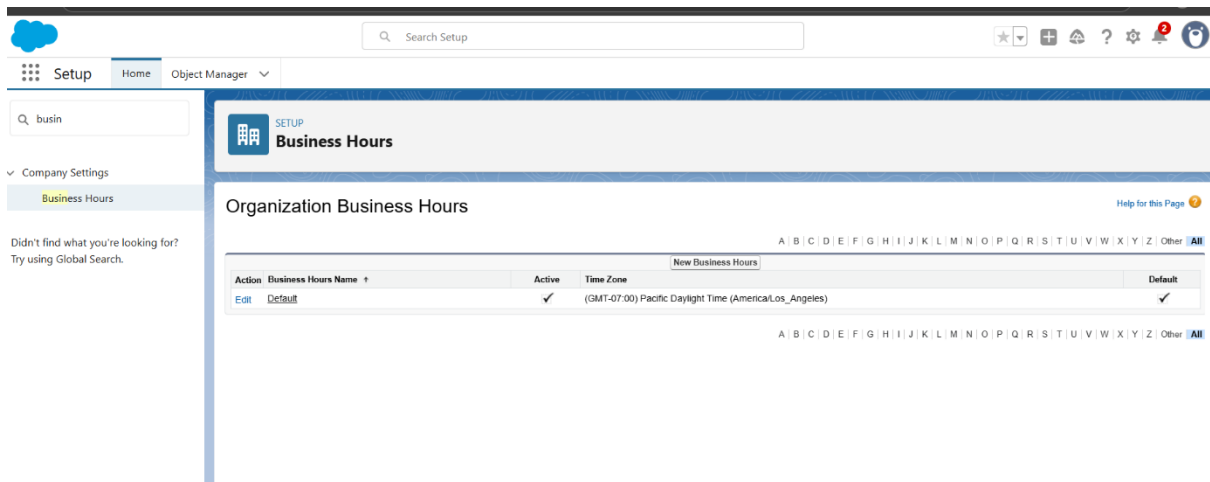 Search Setup
2
Setup Home Object Manager
busin
Company Settings
Business Hours
Didn't find what you're looking for?
Try using Global Search.
SETUP
Business Hours
Organization Business Hours
Help for this Page ?
A | B | C | D | E | F | G | H | I | J | K | L | M | N | O | P | Q | R | S | T | U | V | W | X | Y | Z | Other | All
New Business Hours
Action Business Hours Name ↑ Active Time Zone Default
Edit Default ✓ (GMT-07:00) Pacific Daylight Time (America/Los_Angeles) ✓
A | B | C | D | E | F | G | H | I | J | K | L | M | N | O | P | Q | R | S | T | U | V | W | X | Y | Z | Other | All